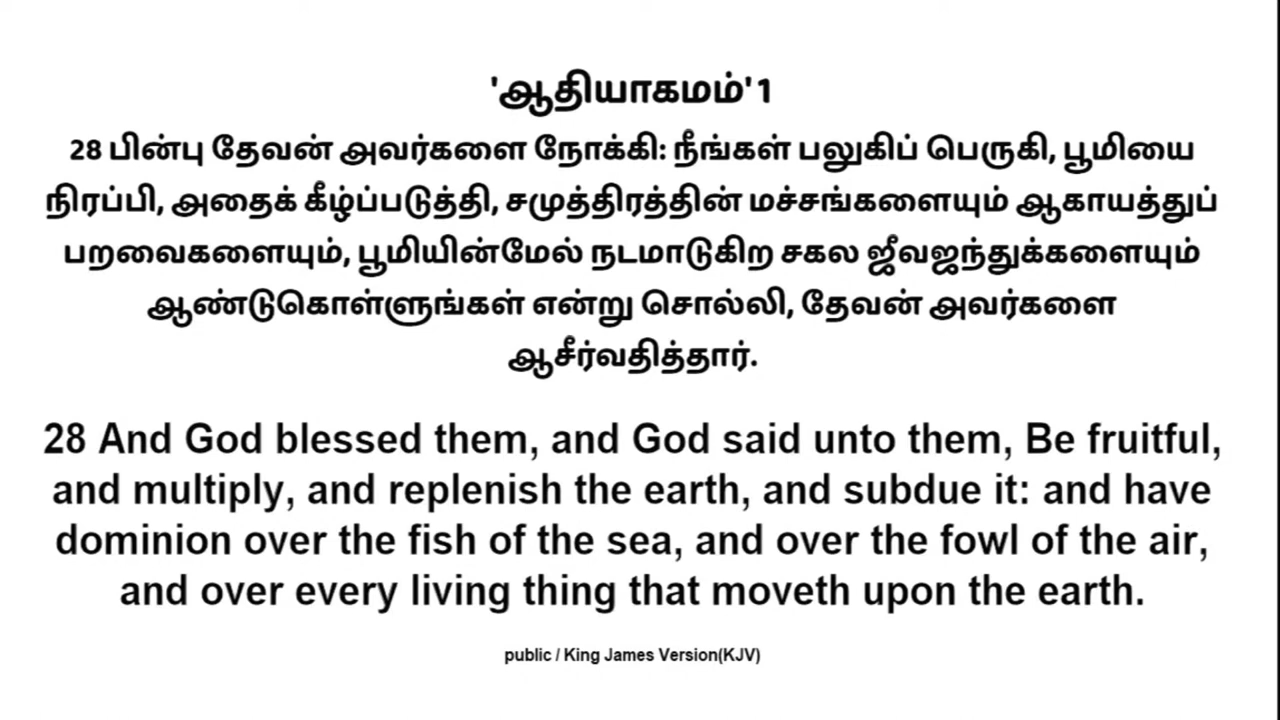 'ஆதியாகமம்' 1
28 பின்பு தேவன் அவர்களை நோக்கி: நீங்கள் பலுகிப் பெருகி, பூமியை
நிரப்பி, அதைக் கீழ்ப்படுத்தி, சமுத்திரத்தின் மச்சங்களையும் ஆகாயத்துப்
பறவைகளையும், பூமியின்மேல் நடமாடுகிற சகல ஜீவஜந்துக்களையும்
ஆண்டுகொள்ளுங்கள் என்று சொல்லி, தேவன் அவர்களை
ஆசீர்வதித்தார்.
28 And God blessed them, and God said unto them, Be fruitful,
and multiply, and replenish the earth, and subdue it: and have
dominion over the fish of the sea, and over the fowl of the air,
and over every living thing that moveth upon the earth.
public / King James Version(KJV)